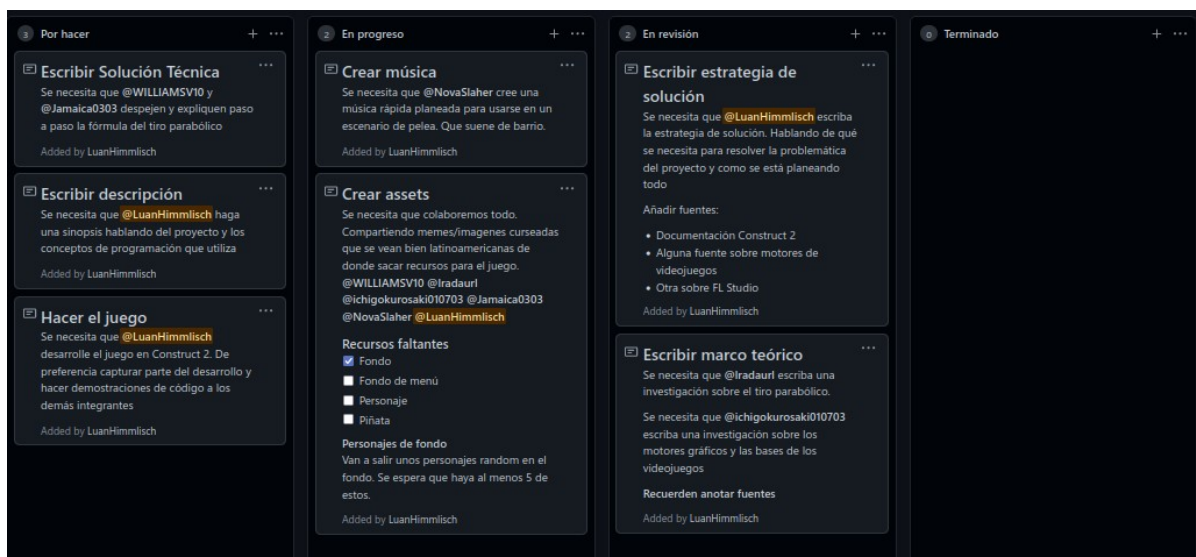 3 Por hacer + ...
Escribir Solución Técnica ...
Se necesita que @WILLIAMSV10 y
@Jamaica0303 despejen y expliquen paso
a paso la fórmula del tiro parabólico
Added by LuanHimmlisch
Escribir descripción ...
Se necesita que @LuanHimmlisch haga
una sinopsis hablando del proyecto y los
conceptos de programación que utiliza
Added by LuanHimmlisch
Hacer el juego ...
Se necesita que @LuanHimmlisch
desarrolle el juego en Construct 2. De
preferencia capturar parte del desarrollo y
hacer demostraciones de código a los
demás integrantes
Added by LuanHimmlisch
2 En progreso + ...
Crear música ...
Se necesita que @NovaSlaher cree una
música rápida planeada para usarse en un
escenario de pelea. Que suene de barrio.
Added by LuanHimmlisch
Crear assets ...
Se necesita que colaboremos todo.
Compartiendo memes/imagenes curseadas
que se vean bien latinoamericanas de
donde sacar recursos para el juego.
@WILLIAMSV10 @Iradaurl
@ichigokurosaki010703 @Jamaica0303
@NovaSlaher @LuanHimmlisch
Recursos faltantes
Fondo
Fondo de menú
Personaje
Piñata
Personajes de fondo
Van a salir unos personajes random en el
fondo. Se espera que haya al menos 5 de
estos.
Added by LuanHimmlisch
2 En revisión + ...
Escribir estrategia de ...
solución
Se necesita que @LuanHimmlisch escriba
la estrategia de solución. Hablando de qué
se necesita para resolver la problemática
del proyecto y como se está planeando
todo
Añadir fuentes:
• Documentación Construct 2
• Alguna fuente sobre motores de
videojuegos
• Otra sobre FL Studio
Added by LuanHimmlisch
Escribir marco teórico ...
Se necesita que @Iradaurl escriba una
investigación sobre el tiro parabólico.
Se necesita que @ichigokurosaki010703
escriba una investigación sobre los
motores gráficos y las bases de los
videojuegos
Recuerden anotar fuentes
Added by LuanHimmlisch
0 Terminado + ...